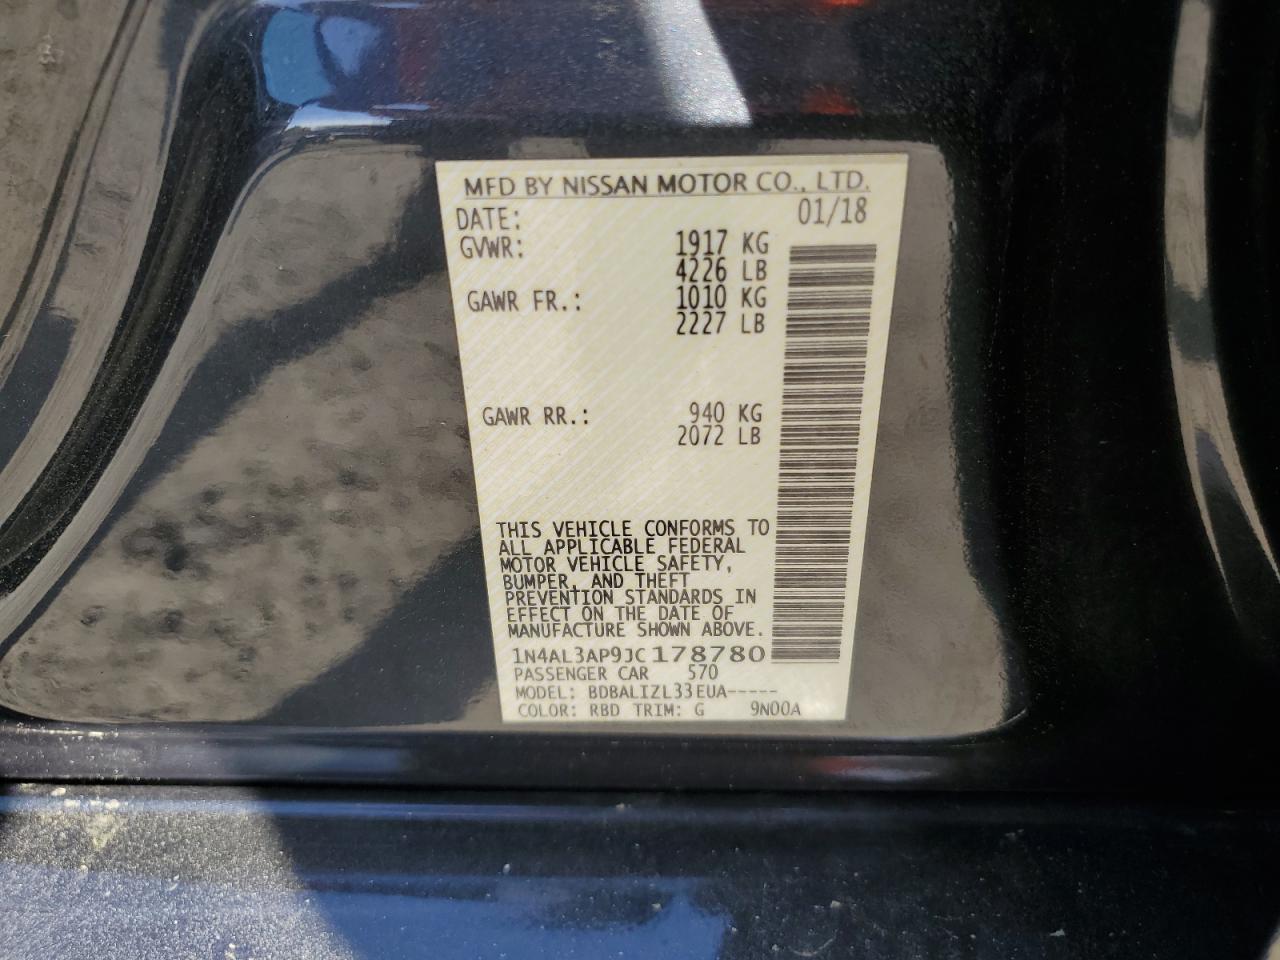 MFD BY NISSAN MOTOR CO., LTD.
DATE: 01/18
GVWR: 1917 KG
4226 LB
GAWR FR.: 1010 KG
2227 LB
GAWR RR.: 940 KG
2072 LB
THIS VEHICLE CONFORMS TO
ALL APPLICABLE FEDERAL
MOTOR VEHICLE SAFETY,
BUMPER, AND THEFT
PREVENTION STANDARDS IN
EFFECT ON THE DATE OF
MANUFACTURE SHOWN ABOVE.
1N4AL3AP9JC178780
PASSENGER CAR 570
MODEL: BDBALIZL33EUA-----
COLOR: RBD TRIM: G 9N00A